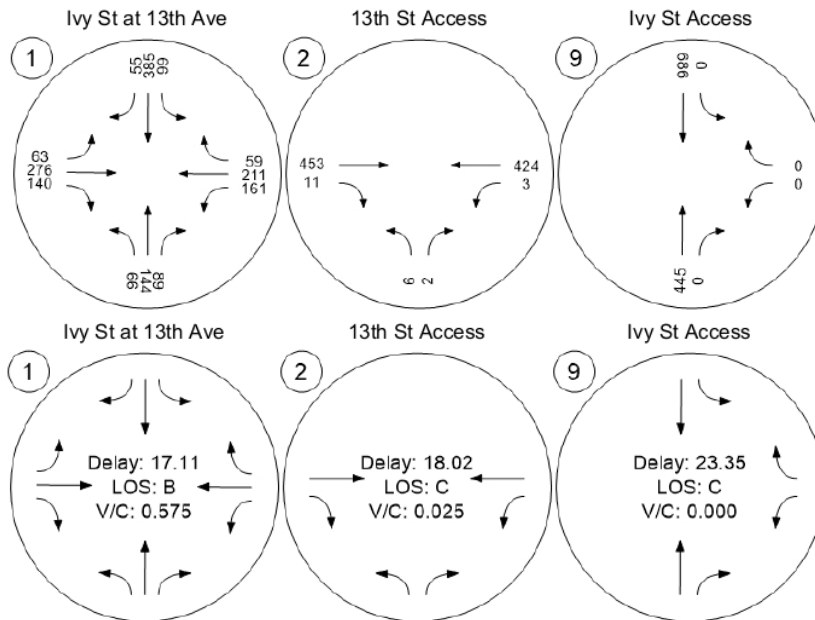 Ivy St at 13th Ave
13th St Access
Ivy St Access
1
2
9
55
385
99
686
0
63
276
140
59
211
161
453
11
424
3
0
0
66
144
89
6
2
445
0
Ivy St at 13th Ave
13th St Access
Ivy St Access
1
2
9
Delay: 17.11
LOS: B
V/C: 0.575
Delay: 18.02
LOS: C
V/C: 0.025
Delay: 23.35
LOS: C
V/C: 0.000